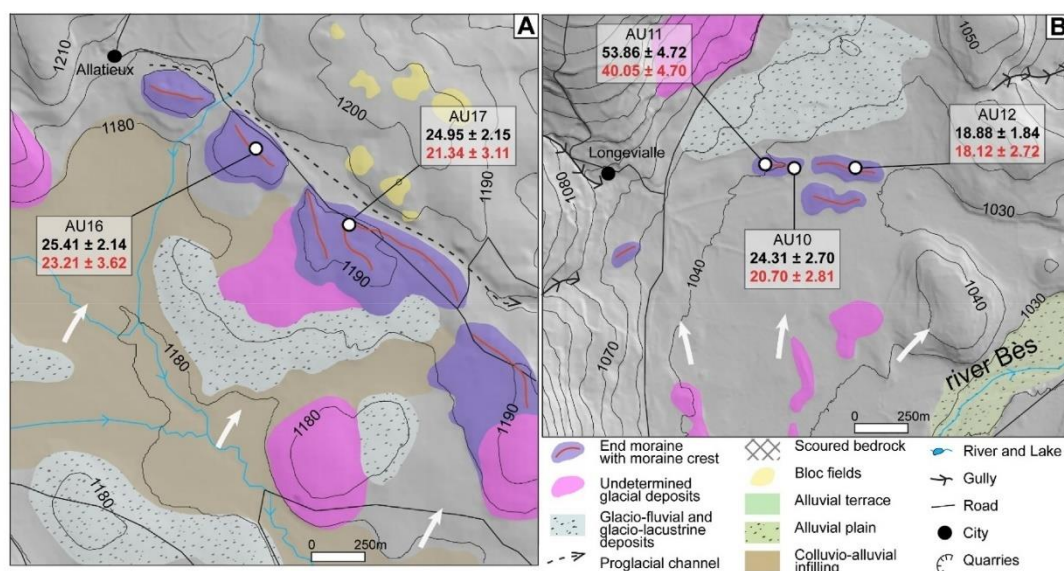 A
1210
Allatieux
1180
1200
AU17
24.95 ± 2.15
21.34 ± 3.11
1190
AU16
25.41 ± 2.14
23.21 ± 3.62
1190
1180
1180
1190
1180
0 250m
B
AU11
53.86 ± 4.72
40.05 ± 4.70
1050
AU12
18.88 ± 1.84
18.12 ± 2.72
Longevialle
1080
1030
AU10
24.31 ± 2.70
20.70 ± 2.81
1040
1040
1030
1070
river Bès
0 250m
End moraine
with moraine crest
Undetermined
glacial deposits
Glacio-fluvial and
glacio-lacustrine
deposits
Proglacial channel
Scoured bedrock
Bloc fields
Alluvial terrace
Alluvial plain
Colluvio-alluvial
infilling
River and Lake
Gully
Road
City
Quarries